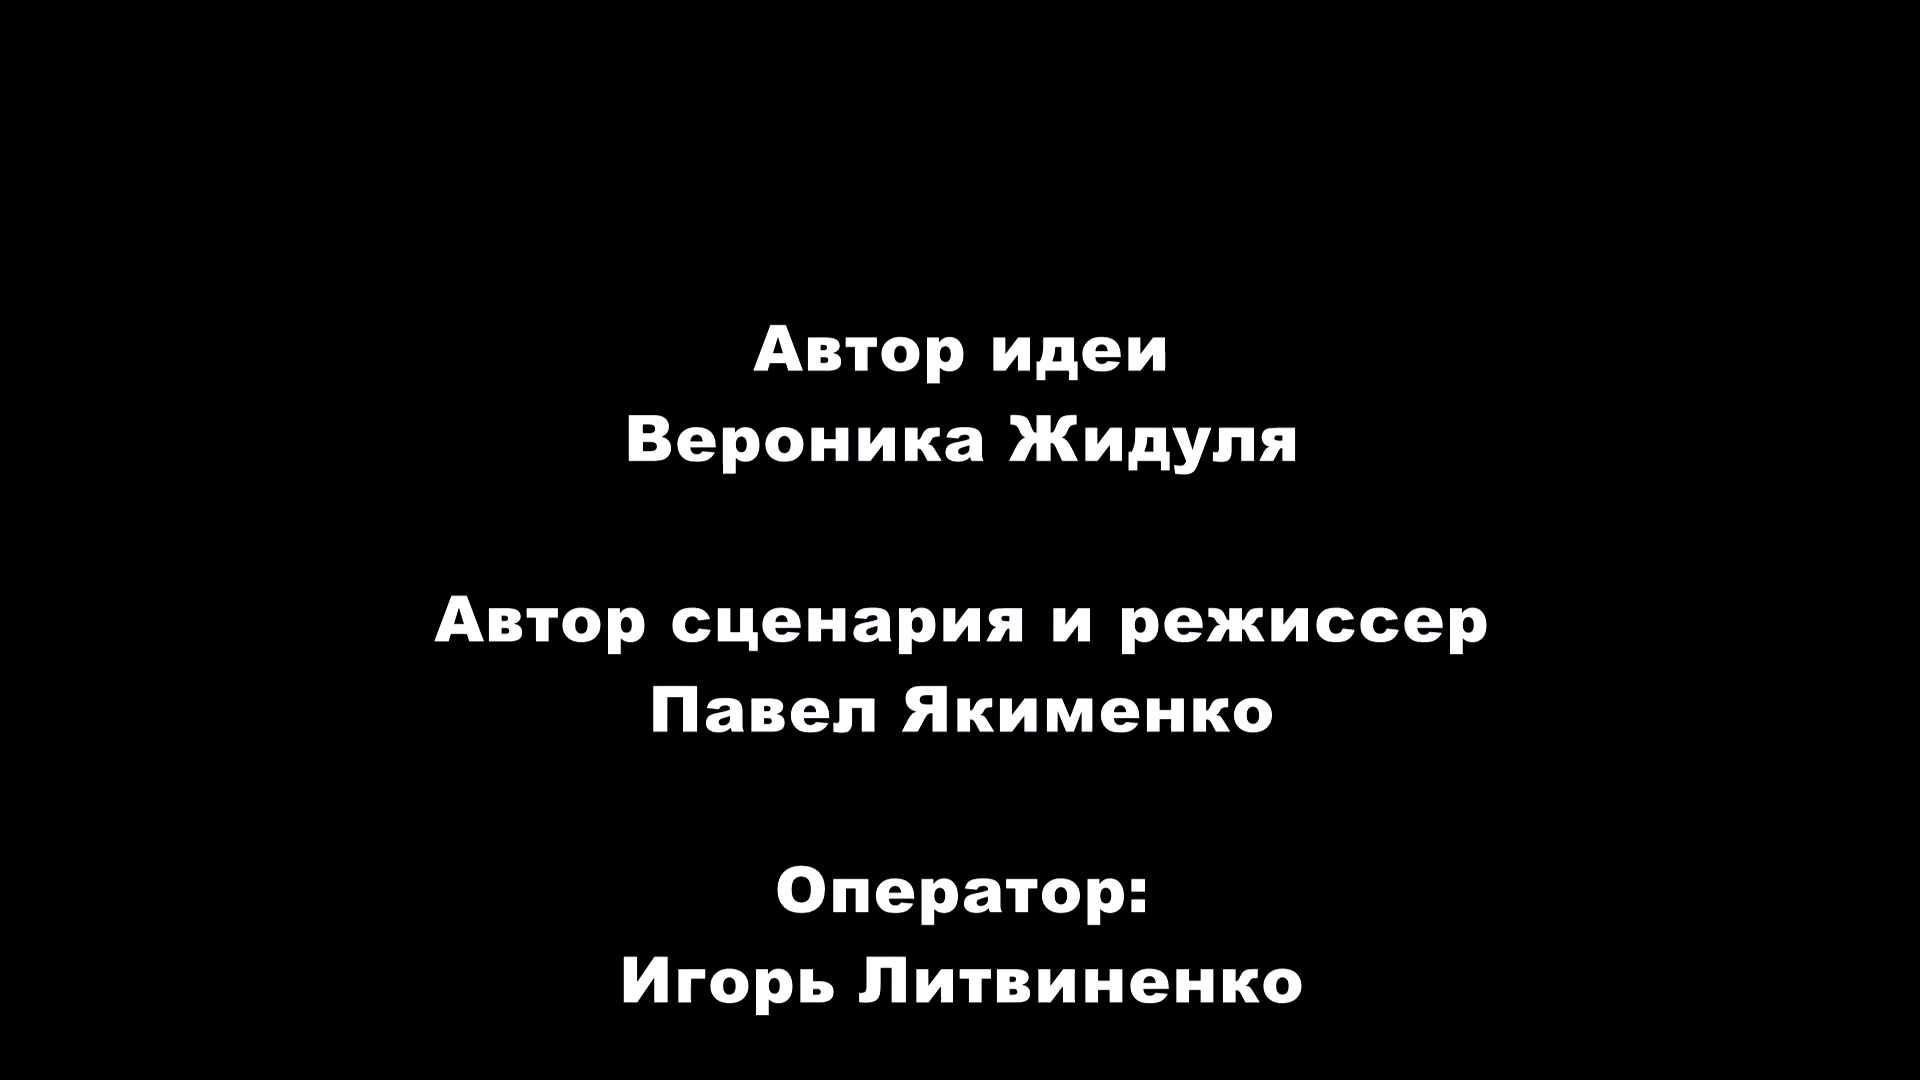 Автор идеи
Вероника Жидуля
Автор сценария и режиссер
Павел Якименко
Оператор:
Игорь Литвиненко